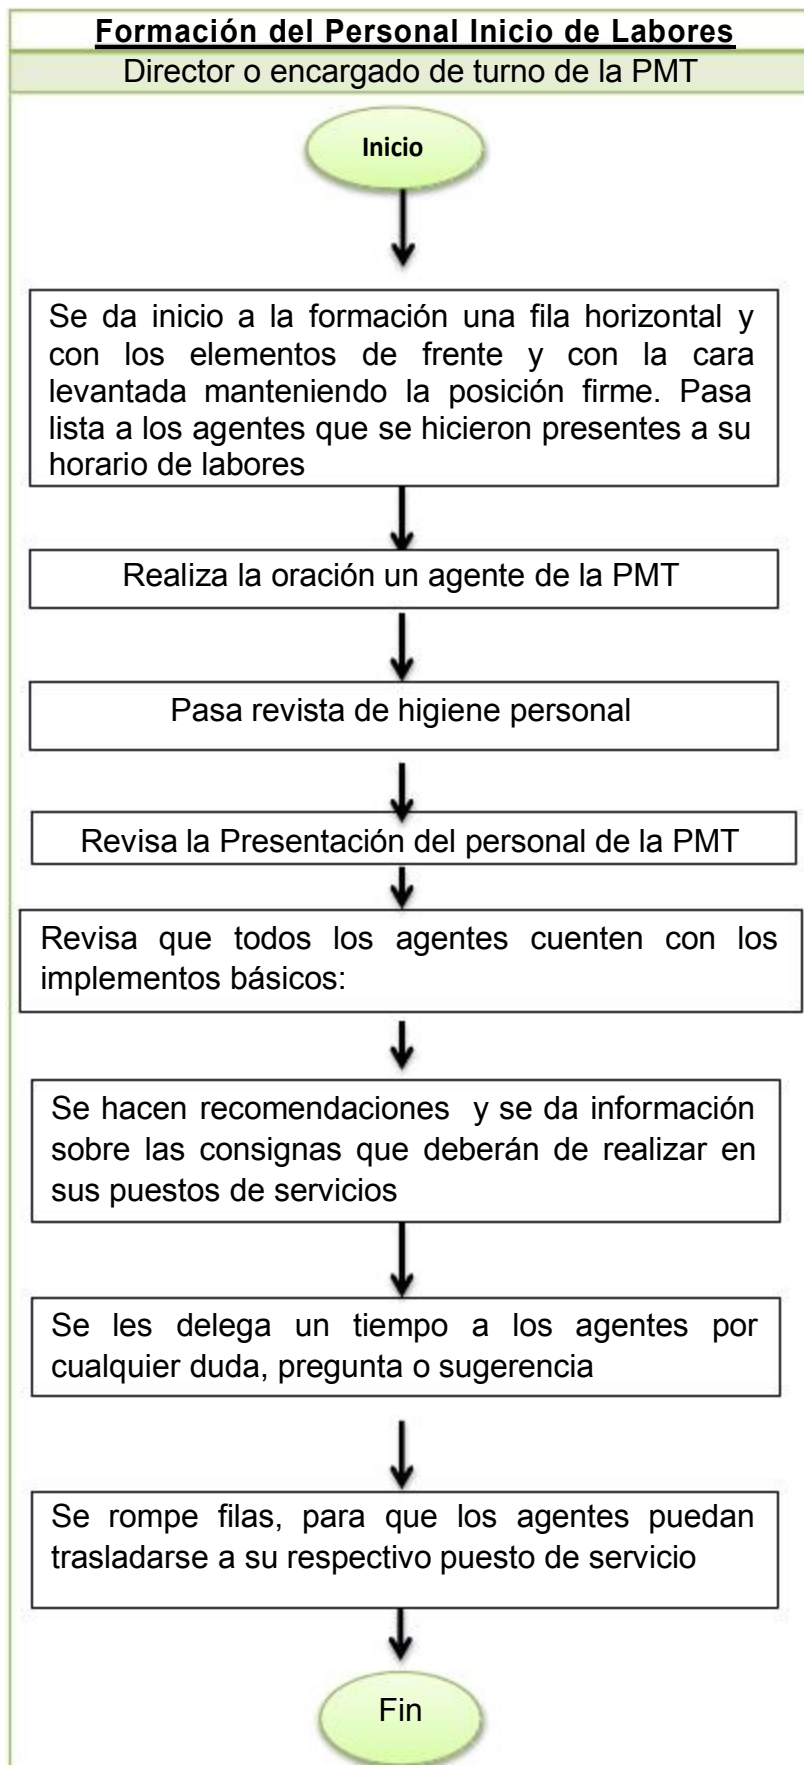 Formación del Personal Inicio de Labores
Director o encargado de turno de la PMT
Inicio
Se da inicio a la formación una fila horizontal y
con los elementos de frente y con la cara
levantada manteniendo la posición firme. Pasa
lista a los agentes que se hicieron presentes a su
horario de labores
Realiza la oración un agente de la PMT
Pasa revista de higiene personal
Revisa la Presentación del personal de la PMT
Revisa que todos los agentes cuenten con los
implementos básicos:
Se hacen recomendaciones y se da información
sobre las consignas que deberán de realizar en
sus puestos de servicios
Se les delega un tiempo a los agentes por
cualquier duda, pregunta o sugerencia
Se rompe filas, para que los agentes puedan
trasladarse a su respectivo puesto de servicio
Fin